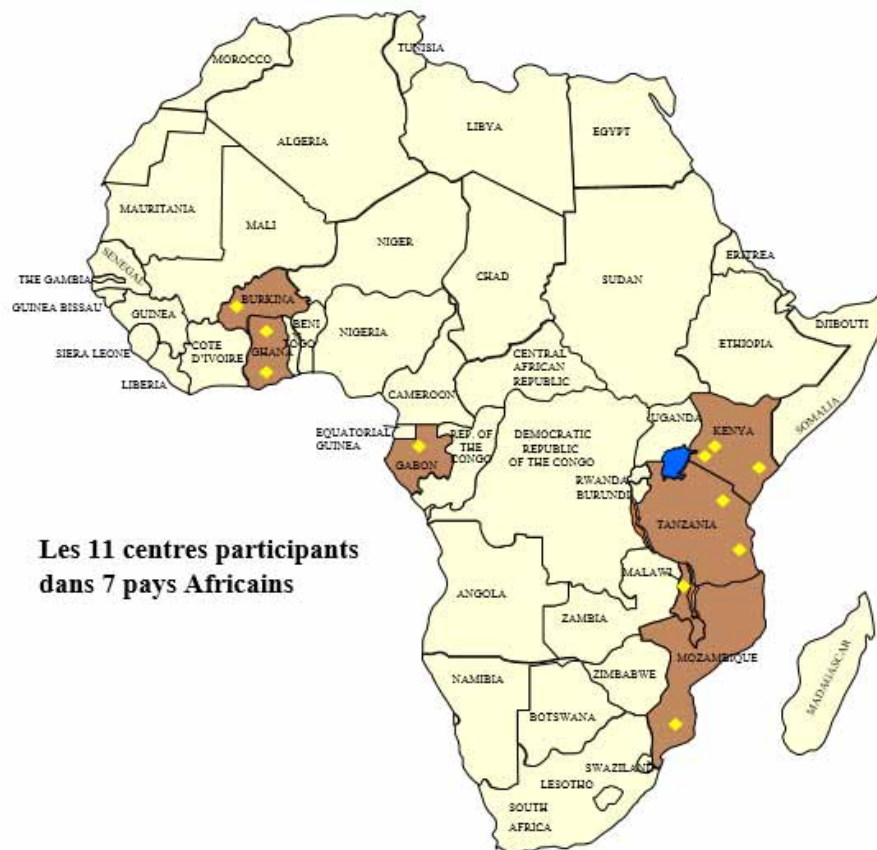 TUNISIA
MOROCCO
ALGERIA
LIBYA
EGYPT
MAURITANIA
MALI
NIGER
CHAD
SUDAN
ERITREA
SENEGAL
THE GAMBIA
GUINEA BISSAU
GUINEA
BURKINA
BENI
NIGERIA
DJIBOUTI
ETHIOPIA
SIERA LEONE
COTE
D'IVOIRE
GHANA
TOGO
LIBERIA
CENTRAL
AFRICAN
REPUBLIC
CAMEROON
SOMALIA
UGANDA
KENYA
EQUATORIAL
GUINEA
GABON
REP. OF
THE
CONGO
DEMOCRATIC
REPUBLIC
OF THE CONGO
RWANDA
BURUNDI
TANZANIA
Les 11 centres participants
dans 7 pays Africains
MALAWI
ANGOLA
ZAMBIA
MOZAMBIQUE
ZIMBABWE
NAMIBIA
BOTSWANA
MADAGASCAR
SWAZILAND
LESOTHO
SOUTH
AFRICA